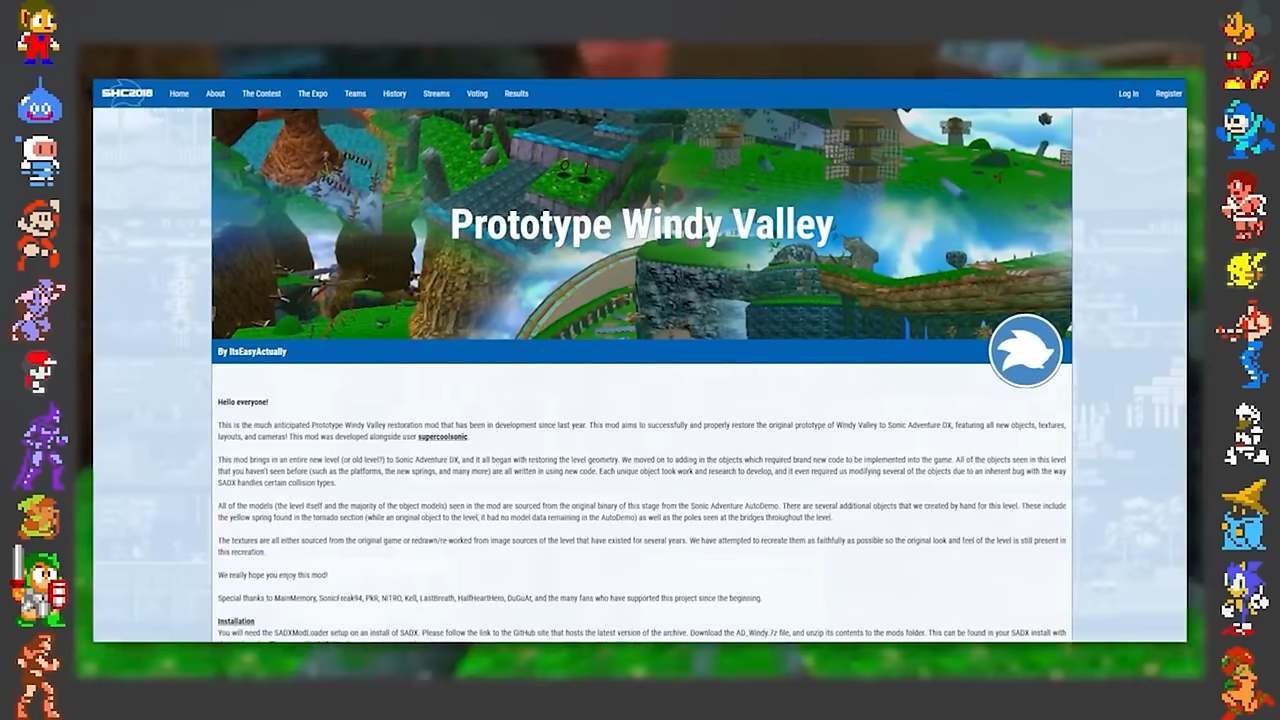 SHC2018 Home About The Contest The Expo Teams History Streams Voting Results Log In Register
Prototype Windy Valley
By ItsEasyActually
Hello everyone!
This is the much anticipated Prototype Windy Valley restoration mod that has been in development since last year. This mod aims to successfully and properly restore the original prototype of Windy Valley to Sonic Adventure DX, featuring all new objects, textures,
layouts, and cameras! This mod was developed alongside user supercoolsonic.
This mod brings in an entire new level (or old level?) to Sonic Adventure DX, and it all began with restoring the level geometry. We moved on to adding in the objects which required brand new code to be implemented into the game. All of the objects seen in this level
that you haven't seen before (such as the platforms, the new springs, and many more) are all written in using new code. Each unique object took work and research to develop, and it even required us modifying several of the objects due to an inherent bug with the way
SADX handles certain collision types.
All of the models (the level itself and the majority of the object models) seen in the mod are sourced from the original binary of this stage from the Sonic Adventure AutoDemo. There are several additional objects that we created by hand for this level. These include
the yellow spring found in the tornado section (while an original object to the level, it had no model data remaining in the AutoDemo) as well as the poles seen at the bridges throiughout the level.
The textures are all either sourced from the original game or redrawn/re-worked from image sources of the level that have existed for several years. We have attempted to recreate them as faithfully as possible so the original look and feel of the level is still present in
this recreation.
We really hope you enjoy this mod!
Special thanks to MainMemory, SonicFreak94, PkR, NiTRO, Kell, LastBreath, HalfHeartHero, DuGuAr, and the many fans who have supported this project since the beginning.
Installation
You will need the SADXModLoader setup on an install of SADX. Please follow the link to the GitHub site that hosts the latest version of the archive. Download the AD_Windy.7z file, and unzip its contents to the mods folder. This can be found in your SADX install with